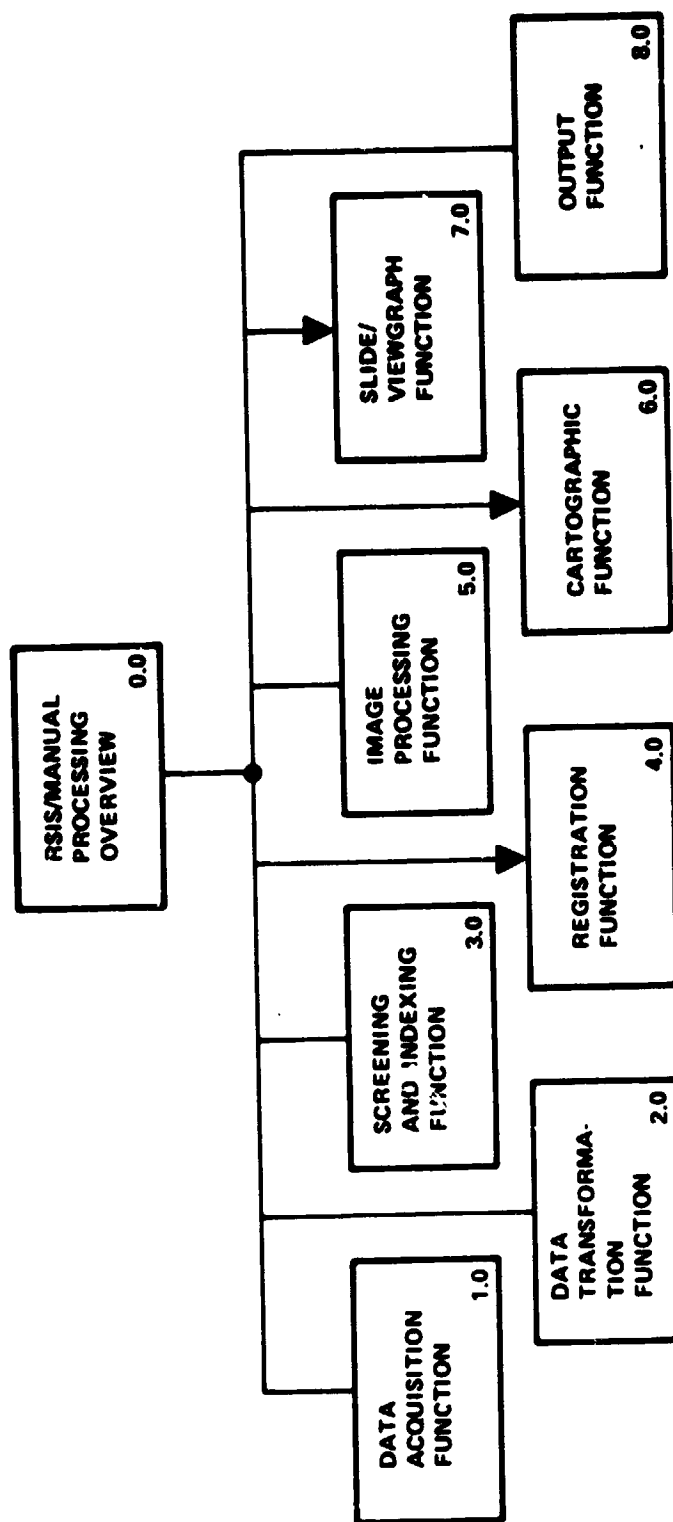 RSIS/MANUAL
PROCESSING
OVERVIEW
0.0
DATA
ACQUISITION
FUNCTION
1.0
DATA
TRANSFORMA-
TION
FUNCTION
2.0
SCREENING
AND INDEXING
FUNCTION
3.0
REGISTRATION
FUNCTION
4.0
IMAGE
PROCESSING
FUNCTION
5.0
CARTOGRAPHIC
FUNCTION
6.0
SLIDE/
VIEWGRAPH
FUNCTION
7.0
OUTPUT
FUNCTION
8.0